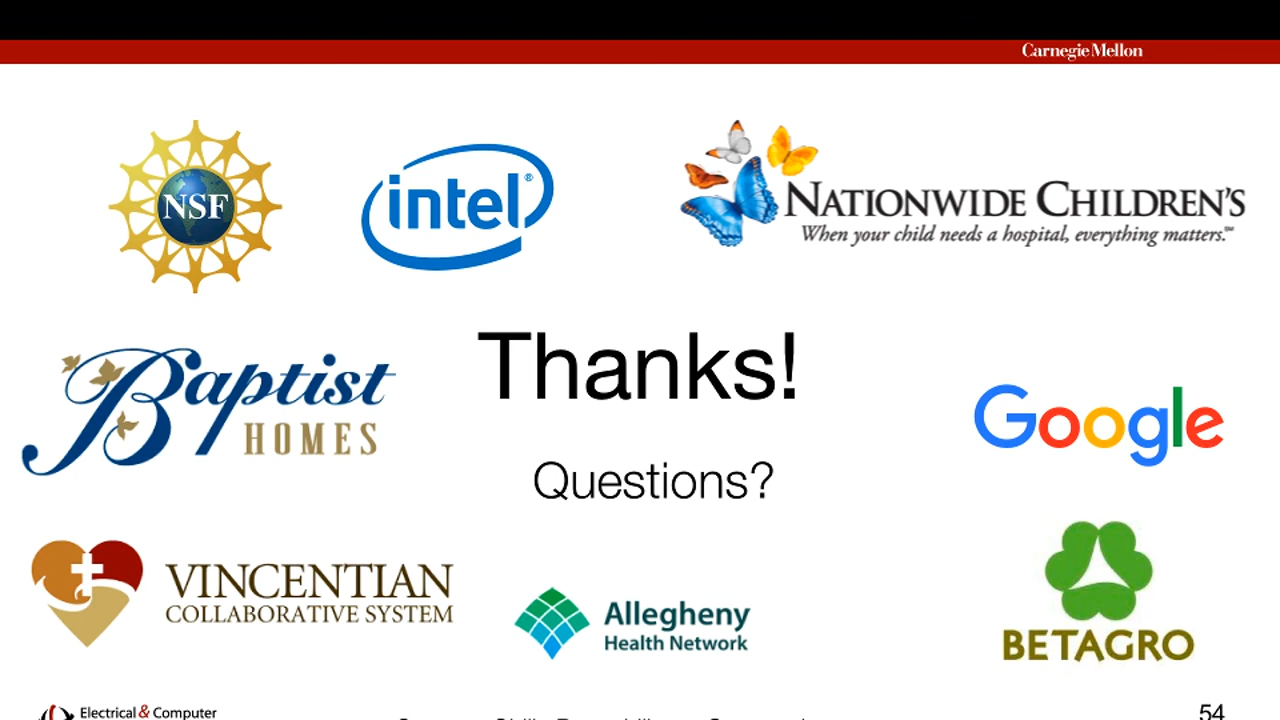 Carnegie Mellon
NSF
intel®
NATIONWIDE CHILDREN'S
When your child needs a hospital, everything matters.℠
Thanks!
Baptist
HOMES
Google
Questions?
VINCENTIAN
COLLABORATIVE SYSTEM
Allegheny
Health Network
BETAGRO
Electrical & Computer
54